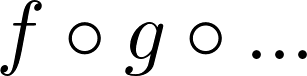 f ∘ g ∘ ...